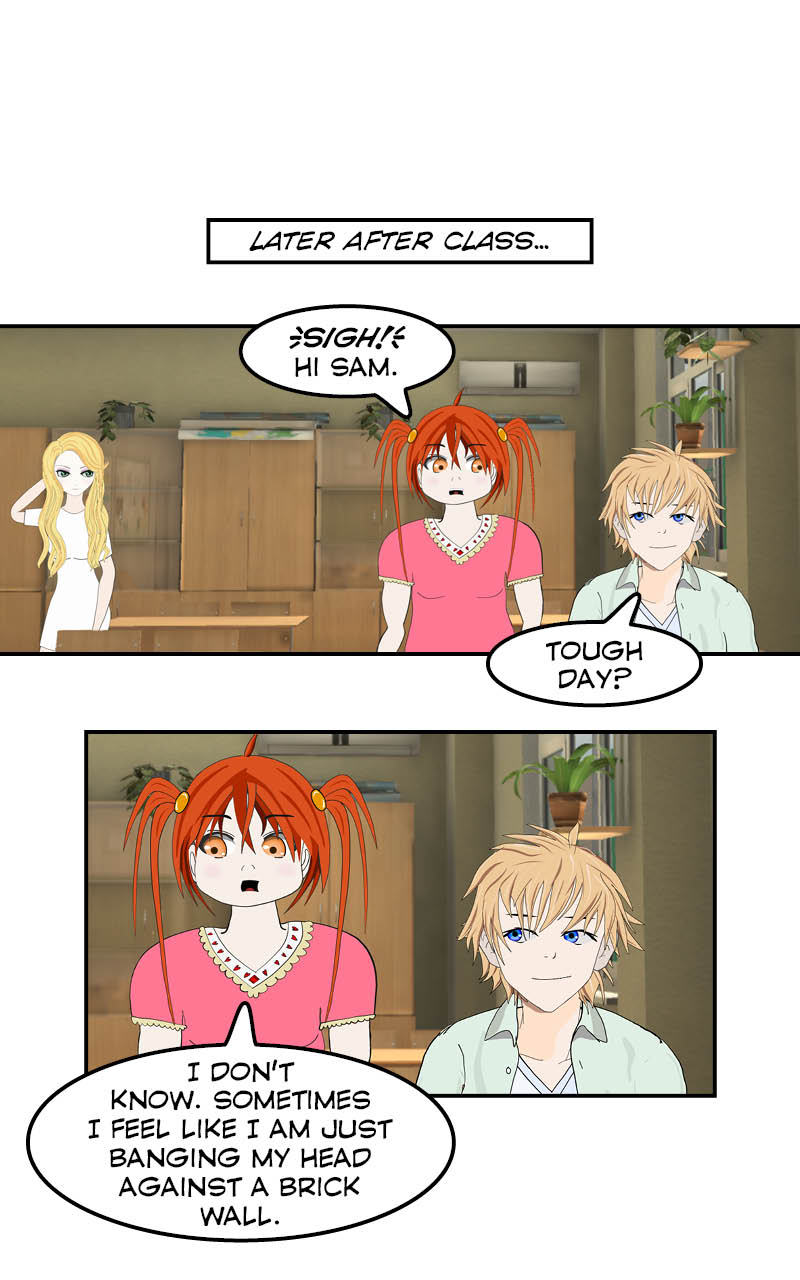 LATER AFTER CLASS...
SIGH!
HI SAM.
TOUGH
DAY?
I DON'T
KNOW. SOMETIMES
I FEEL LIKE I AM JUST
BANGING MY HEAD
AGAINST A BRICK
WALL.